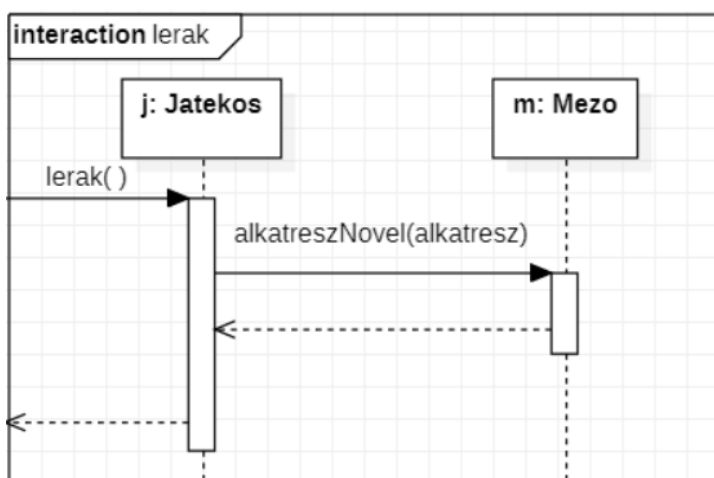 interaction lerak
j: Jatekos
m: Mezo
lerak( )
alkatreszNovel(alkatresz)